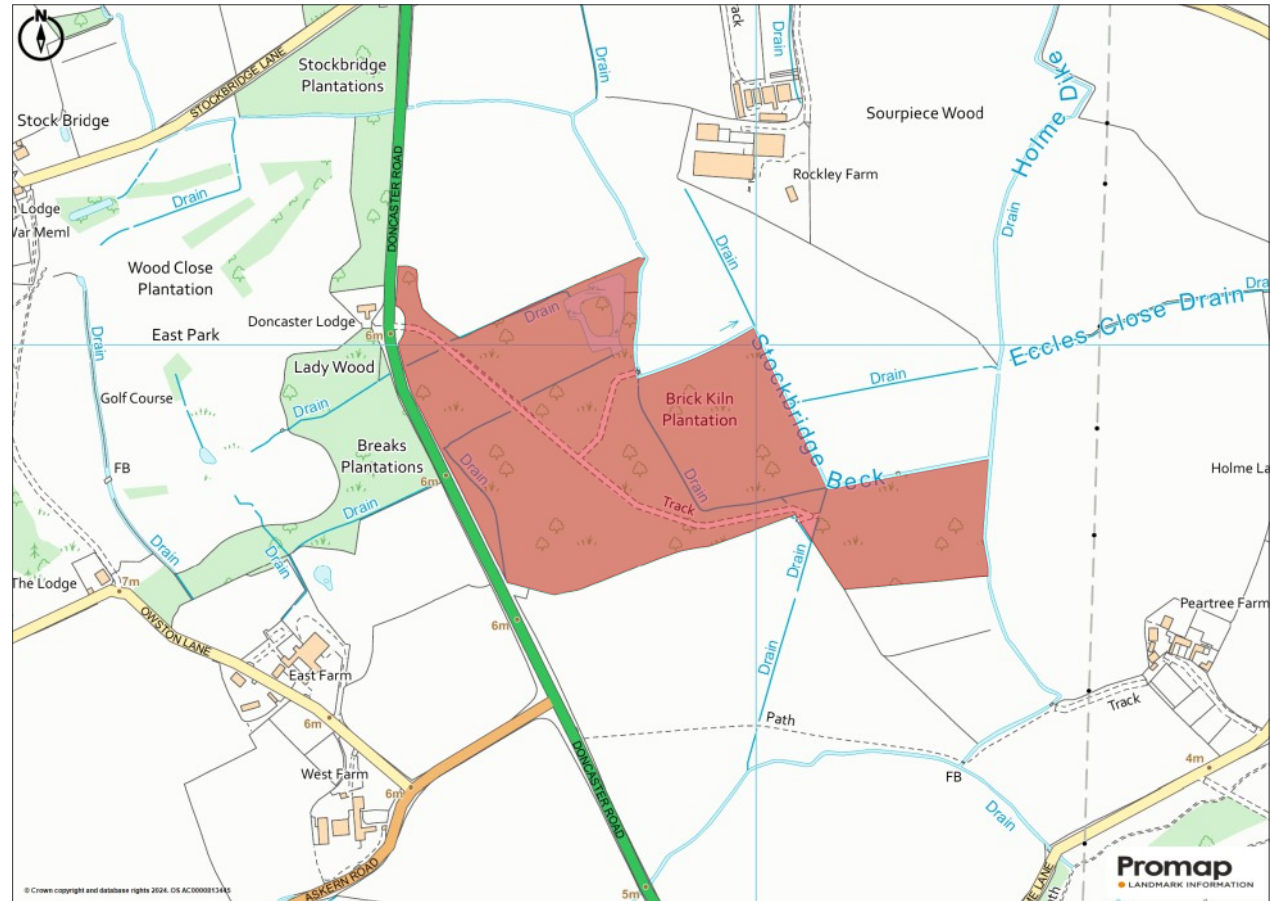 N
Track
Drain
Drain
Stockbridge
Plantations
STOCKBRIDGE LANE
Stock Bridge
Holme Dike
Sourpiece Wood
DONCASTER ROAD
Rockley Farm
Drain
Lodge
War Meml
Drain
Drain
Wood Close
Plantation
Drain
Eccles Close Drain
Doncaster Lodge
Drain
East Park
6m
Stockbridge Beck
Lady Wood
Drain
Drain
Golf Course
Drain
Brick Kiln
Plantation
Breaks
Plantations
FB
6m
Drain
Drain
Drain
Holme La
Track
Drain
Drain
Drain
The Lodge
7m
Peartree Farm
OWSTON LANE
6m
East Farm
Drain
Track
6m
Path
DONCASTER ROAD
West Farm
6m
FB
4m
Drain
ASKERN ROAD
5m
Promap
LANDMARK INFORMATION
© Crown copyright and database rights 2024. OS AC0000813445